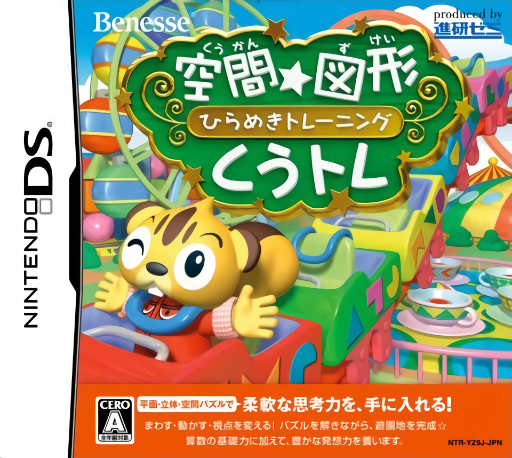 Benesse
produced by
進研ゼミ
くうかん ずけい
空間★図形
ひらめきトレーニング
くうトレ
NINTENDO DS
CERO
A
全年齢対象
平面・立体・空間パズルで 柔軟な思考力を、手に入れる!
まわす・動かす・視点を変える! パズルを解きながら、遊園地を完成☆
算数の基礎力に加えて、豊かな発想力を養います。
NTR-YZ9J-JPN